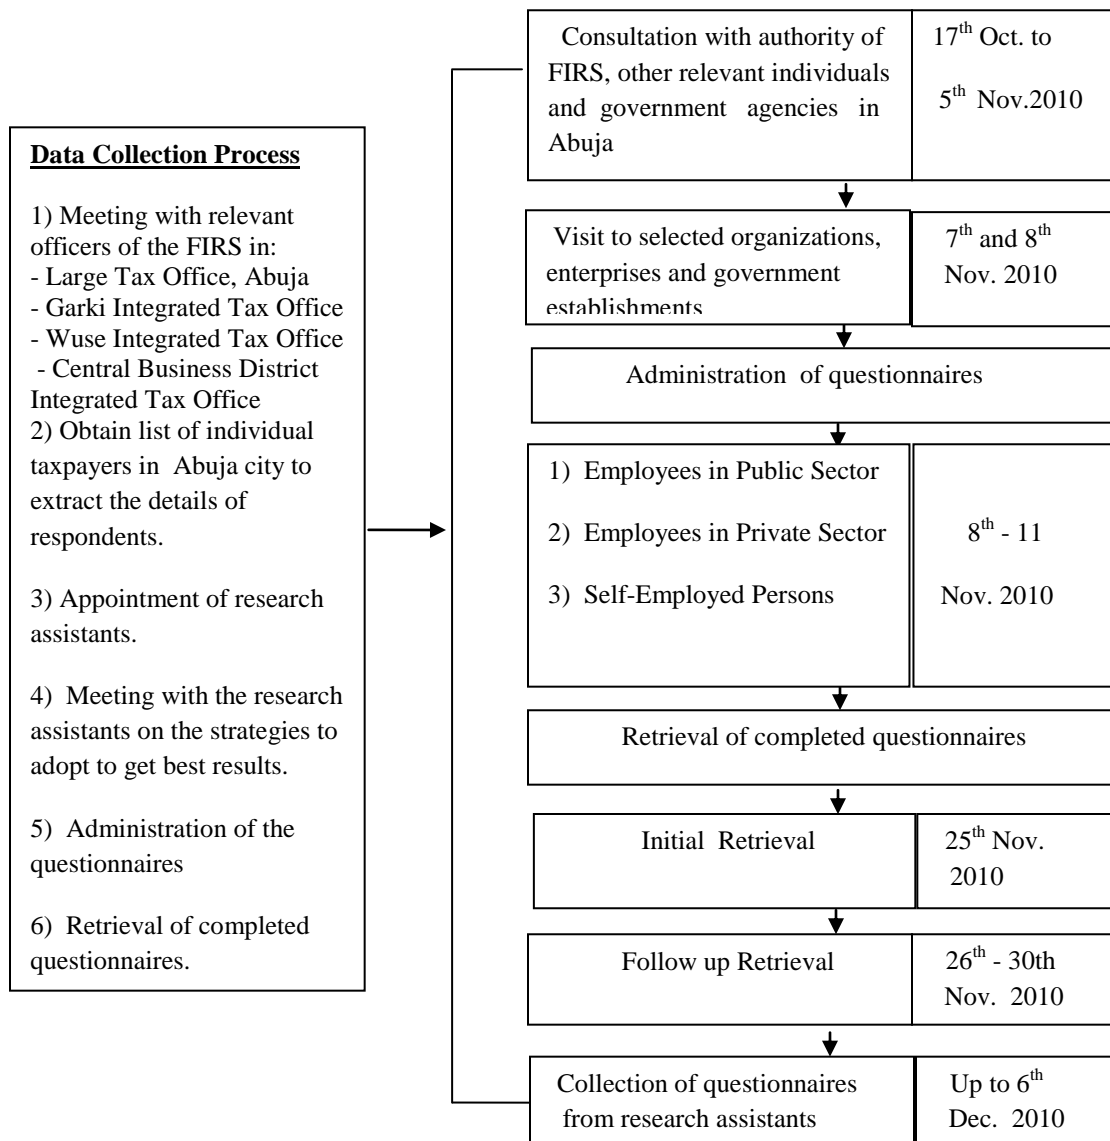 Data Collection Process
1) Meeting with relevant
officers of the FIRS in:
- Large Tax Office, Abuja
- Garki Integrated Tax Office
- Wuse Integrated Tax Office
- Central Business District
Integrated Tax Office
2) Obtain list of individual
taxpayers in Abuja city to
extract the details of
respondents.
3) Appointment of research
assistants.
4) Meeting with the research
assistants on the strategies to
adopt to get best results.
5) Administration of the
questionnaires
6) Retrieval of completed
questionnaires.
Consultation with authority of
FIRS, other relevant individuals
and government agencies in
Abuja
17th Oct. to
5th Nov.2010
Visit to selected organizations,
enterprises and government
establishments
7th and 8th
Nov. 2010
Administration of questionnaires
1) Employees in Public Sector
2) Employees in Private Sector
3) Self-Employed Persons
8th - 11
Nov. 2010
Retrieval of completed questionnaires
Initial Retrieval
25th Nov.
2010
Follow up Retrieval
26th - 30th
Nov. 2010
Collection of questionnaires
from research assistants
Up to 6th
Dec. 2010